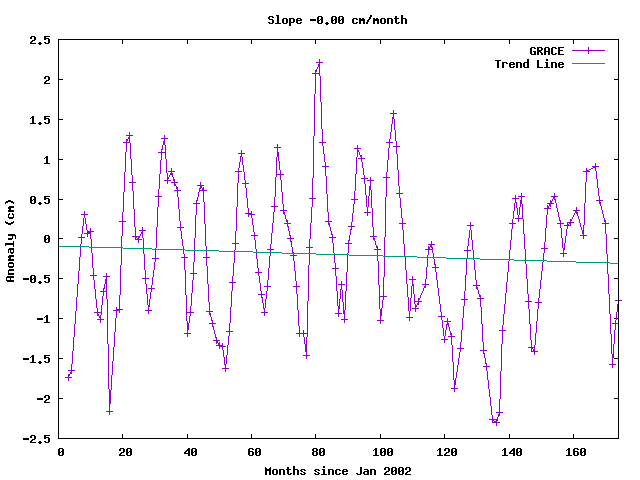 Slope -0.00 cm/month
GRACE
Trend Line
Anomaly (cm)
2.5
2
1.5
1
0.5
0
-0.5
-1
-1.5
-2
-2.5
0 20 40 60 80 100 120 140 160
Months since Jan 2002